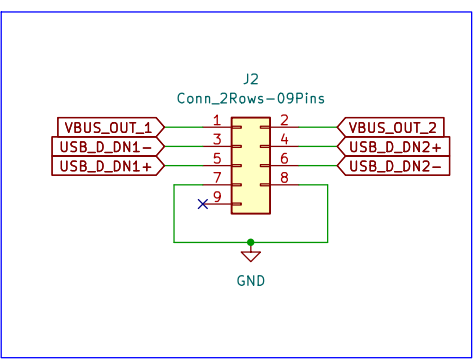 J2
Conn_2Rows-09Pins
VBUS_OUT_1 1 2 VBUS_OUT_2
USB_D_DN1- 3 4 USB_D_DN2+
USB_D_DN1+ 5 6 USB_D_DN2-
7 8
9
GND